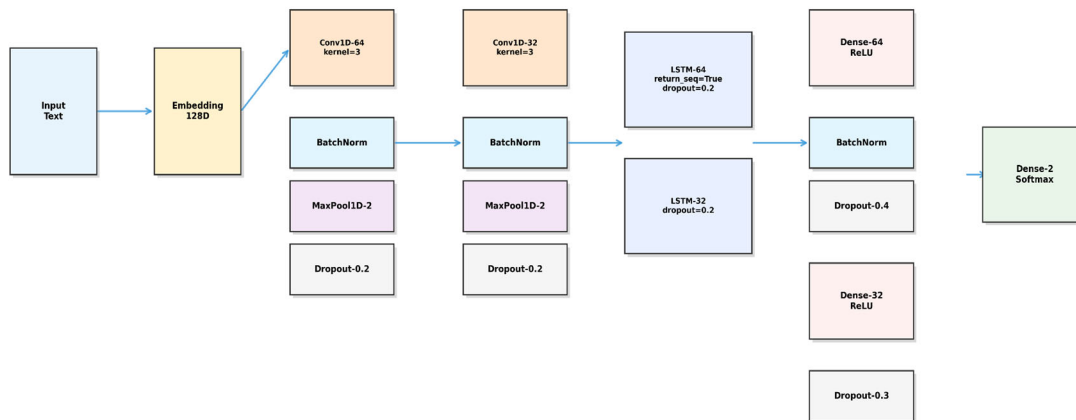 Input
Text
Embedding
128D
Conv1D-64
kernel=3
BatchNorm
MaxPool1D-2
Dropout-0.2
Conv1D-32
kernel=3
BatchNorm
MaxPool1D-2
Dropout-0.2
LSTM-64
return_seq=True
dropout=0.2
LSTM-32
dropout=0.2
Dense-64
ReLU
BatchNorm
Dropout-0.4
Dense-32
ReLU
Dropout-0.3
Dense-2
Softmax